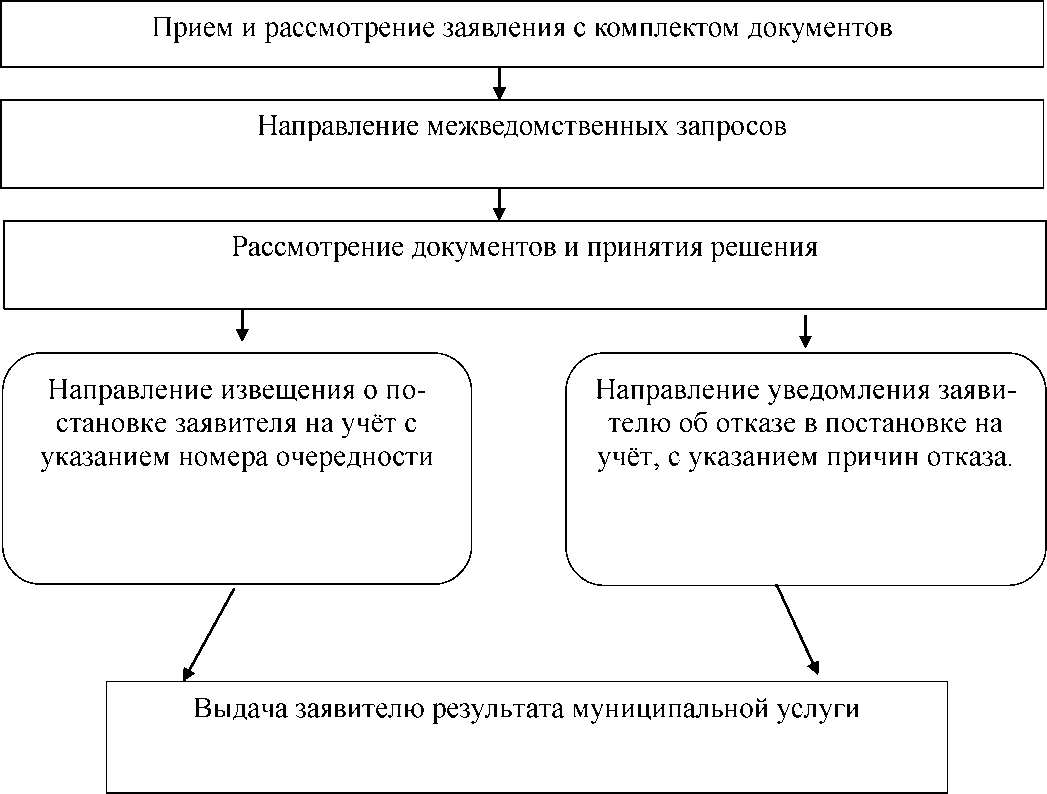 Прием и рассмотрение заявления с комплектом документов
Направление межведомственных запросов
Рассмотрение документов и принятия решения
Направление извещения о по-
становке заявителя на учёт с
указанием номера очередности
Направление уведомления заяви-
телю об отказе в постановке на
учёт, с указанием причин отказа.
Выдача заявителю результата муниципальной услуги